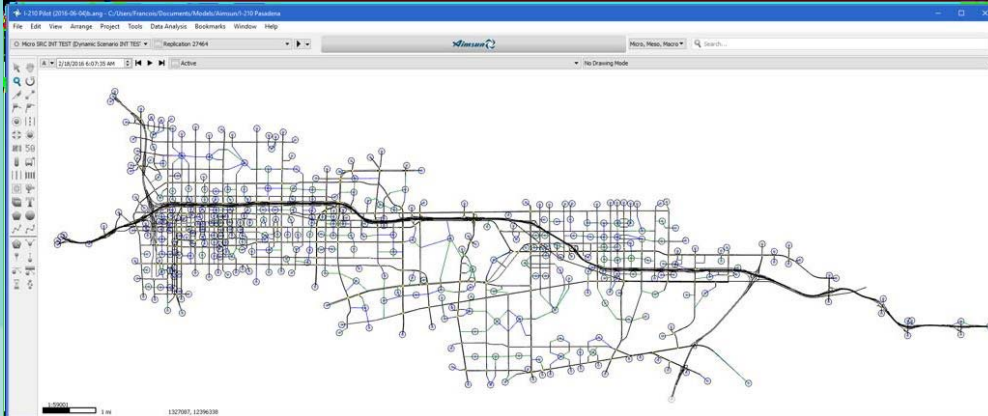 I-210 Pilot (2016-06-04)b.ang - C:/Users/Francois/Documents/Models/Aimsun/I-210 Pasadena
File Edit View Arrange Project Tools Data Analysis Bookmarks Window Help
Micro SRC INT TEST (Dynamic Scenario INT TES Replication 27464 Aimsun Micro, Meso, Macro Search...
2/18/2016 6:07:35 AM Active No Drawing Mode
1:59001
1 mi 1327087, 12396338